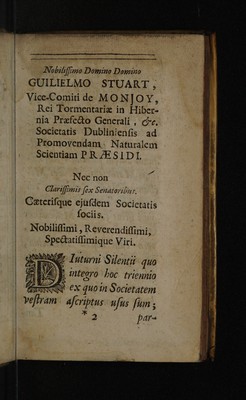 Nobilissimo Domino Domino
GUILIELMO STUART,
Vice-Comiti de MONJOY,
Rei Tormentariæ in Hiber-
nia Præfecto Generali, &c.
Societatis Dubliniensis ad
Promovendam Naturalem
Scientiam PRÆSIDI.
Nec non
Clarissimis sex Senatoribus,
Cæterisque ejusdem Societatis
sociis.
Nobilissimi, Reverendissimi,
Spectatissimique Viri.
DIuturni Silentii quo
integro hoc triennio
ex quo in Societatem
vestram ascriptus usus sum;
* 2 par-